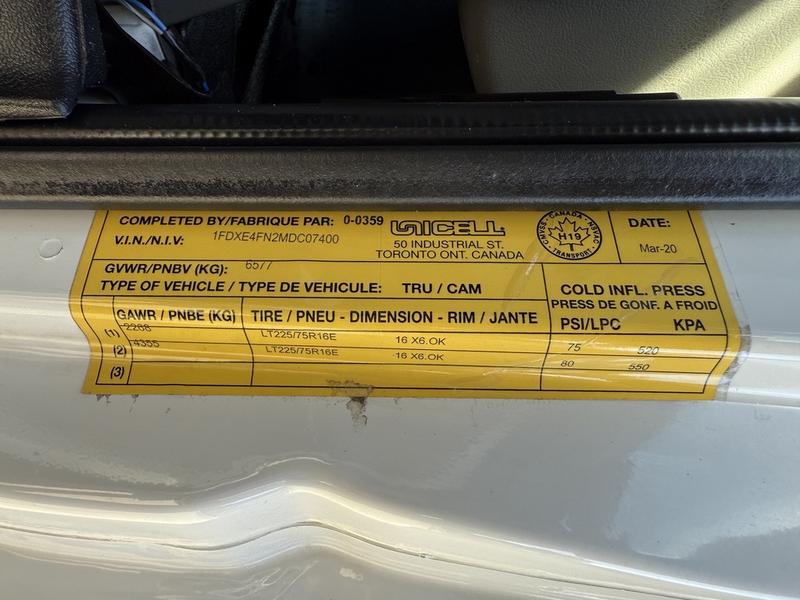 COMPLETED BY/FABRIQUE PAR: 0-0359
UNICELL
50 INDUSTRIAL ST.
TORONTO ONT. CANADA
CANADA
CMVSS NSVAC
H19
TRANSPORT
DATE:
Mar-20
V.I.N./N.I.V: 1FDXE4FN2MDC07400
GVWR/PNBV (KG): 6577
TYPE OF VEHICLE / TYPE DE VEHICULE: TRU / CAM
COLD INFL. PRESS
PRESS DE GONF. A FROID
GAWR / PNBE (KG) TIRE / PNEU - DIMENSION - RIM / JANTE PSI/LPC KPA
(1) 2268 LT225/75R16E 16 X6.OK 75 520
(2) 4355 LT225/75R16E 16 X6.OK 80 550
(3)